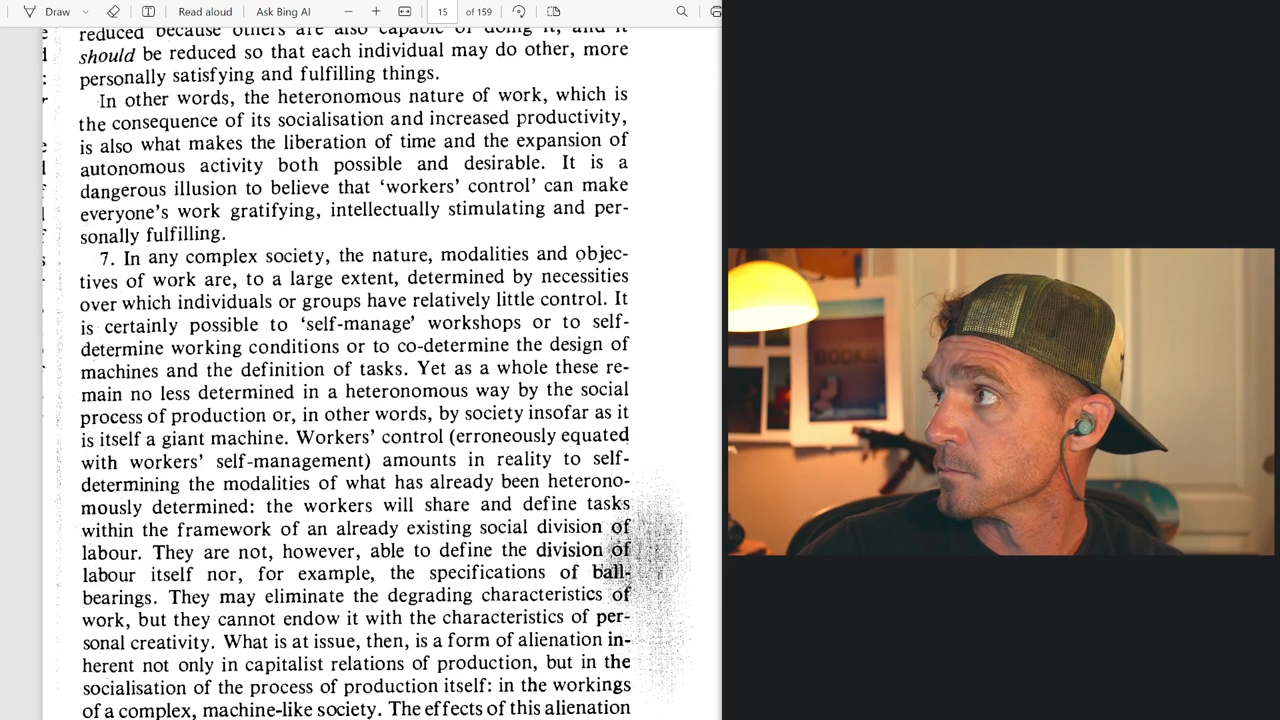 Draw
Read aloud
Ask Bing AI
15 of 159
reduced because others are also capable of doing it, and it
should be reduced so that each individual may do other, more
personally satisfying and fulfilling things.
In other words, the heteronomous nature of work, which is
the consequence of its socialisation and increased productivity,
is also what makes the liberation of time and the expansion of
autonomous activity both possible and desirable. It is a
dangerous illusion to believe that ‘workers’ control’ can make
everyone’s work gratifying, intellectually stimulating and per-
sonally fulfilling.
7. In any complex society, the nature, modalities and objec-
tives of work are, to a large extent, determined by necessities
over which individuals or groups have relatively little control. It
is certainly possible to ‘self-manage’ workshops or to self-
determine working conditions or to co-determine the design of
machines and the definition of tasks. Yet as a whole these re-
main no less determined in a heteronomous way by the social
process of production or, in other words, by society insofar as it
is itself a giant machine. Workers’ control (erroneously equated
with workers’ self-management) amounts in reality to self-
determining the modalities of what has already been heterono-
mously determined: the workers will share and define tasks
within the framework of an already existing social division of
labour. They are not, however, able to define the division of
labour itself nor, for example, the specifications of ball-
bearings. They may eliminate the degrading characteristics of
work, but they cannot endow it with the characteristics of per-
sonal creativity. What is at issue, then, is a form of alienation in-
herent not only in capitalist relations of production, but in the
socialisation of the process of production itself: in the workings
of a complex, machine-like society. The effects of this alienation
BOOKS